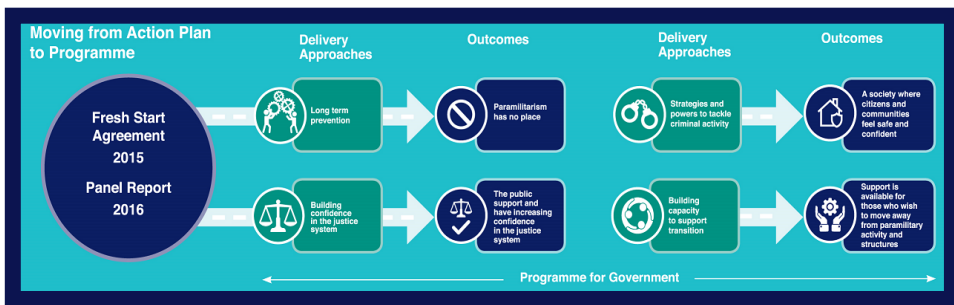 Moving from Action Plan
to Programme
Delivery
Approaches
Outcomes
Delivery
Approaches
Outcomes
Fresh Start
Agreement
2015
Panel Report
2016
Long term
prevention
Paramilitarism
has no place
Strategies and
powers to tackle
criminal activity
A society where
citizens and
communities
feel safe and
confident
Building
confidence
in the justice
system
The public
support and
have increasing
confidence
in the justice
system
Building
capacity
to support
transition
Support is
available for
those who wish
to move away
from paramilitary
activity and
structures
Programme for Government